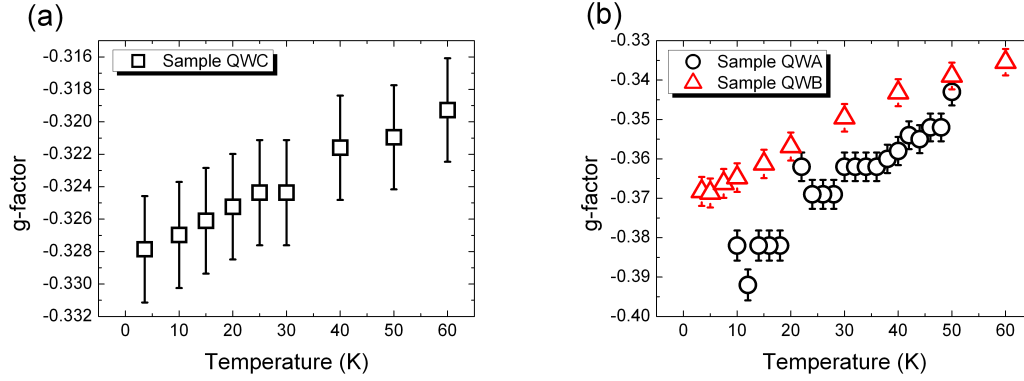 (a)
Sample QWC
-0.316
-0.318
-0.320
-0.322
-0.324
-0.326
-0.328
-0.330
-0.332
g-factor
0 10 20 30 40 50 60
Temperature (K)
(b)
Sample QWA
Sample QWB
-0.33
-0.34
-0.35
-0.36
-0.37
-0.38
-0.39
-0.40
g-factor
0 10 20 30 40 50 60
Temperature (K)